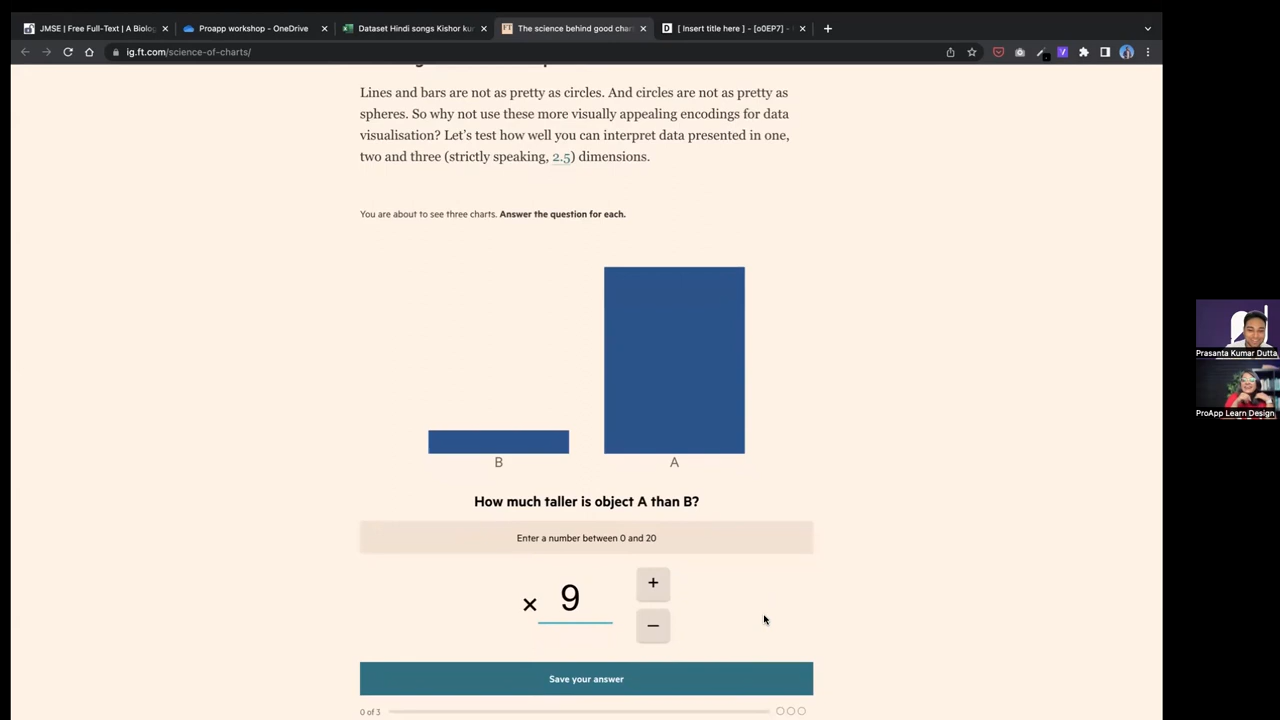 JMSE | Free Full-Text | A Biolog
Proapp workshop – OneDrive
Dataset Hindi songs Kishor kum
The science behind good char
[ Insert title here ] - [o0EP7] -
ig.ft.com/science-of-charts/
Lines and bars are not as pretty as circles. And circles are not as pretty as
spheres. So why not use these more visually appealing encodings for data
visualisation? Let’s test how well you can interpret data presented in one,
two and three (strictly speaking, 2.5) dimensions.
You are about to see three charts. Answer the question for each.
B
A
How much taller is object A than B?
Enter a number between 0 and 20
× 9
+
−
Save your answer
0 of 3
Prasanta Kumar Dutta
ProApp Learn Design